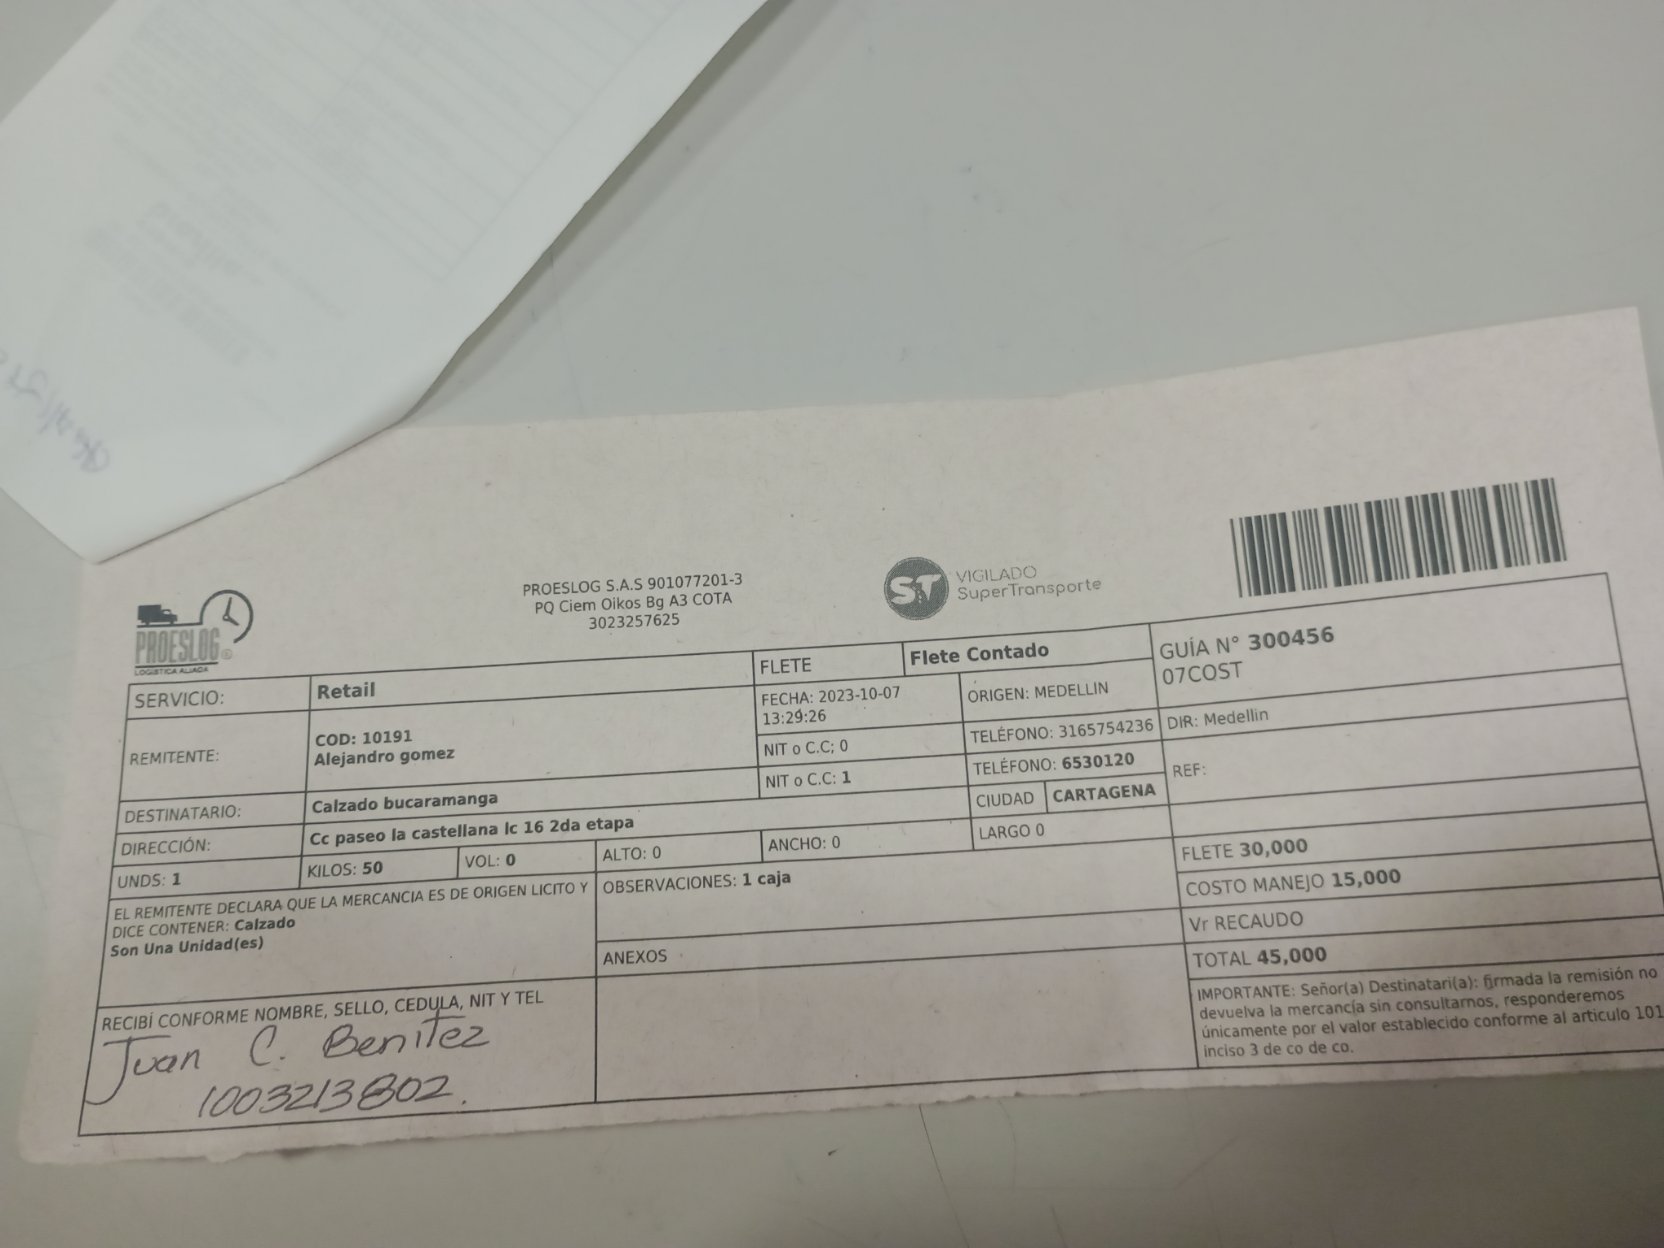 PROESLOG
LOGISTICA ALIADA
PROESLOG S.A.S 901077201-3
PQ Ciem Oikos Bg A3 COTA
3023257625
ST VIGILADO
SuperTransporte
SERVICIO: Retail
FLETE Flete Contado
GUÍA N° 300456
07COST
REMITENTE: COD: 10191
Alejandro gomez
FECHA: 2023-10-07
13:29:26
ORIGEN: MEDELLIN
NIT o C.C; 0
TELÉFONO: 3165754236
DIR: Medellin
DESTINATARIO: Calzado bucaramanga
NIT o C.C: 1
TELÉFONO: 6530120
REF:
DIRECCIÓN: Cc paseo la castellana lc 16 2da etapa
CIUDAD CARTAGENA
UNDS: 1
KILOS: 50
VOL: 0
ALTO: 0
ANCHO: 0
LARGO 0
FLETE 30,000
EL REMITENTE DECLARA QUE LA MERCANCIA ES DE ORIGEN LICITO Y
DICE CONTENER: Calzado
Son Una Unidad(es)
OBSERVACIONES: 1 caja
COSTO MANEJO 15,000
Vr RECAUDO
ANEXOS
TOTAL 45,000
RECIBÍ CONFORME NOMBRE, SELLO, CEDULA, NIT Y TEL
Juan C. Benitez
1003213802.
IMPORTANTE: Señor(a) Destinatari(a): firmada la remisión no
devuelva la mercancía sin consultarnos, responderemos
únicamente por el valor establecido conforme al articulo 101
inciso 3 de co de co.